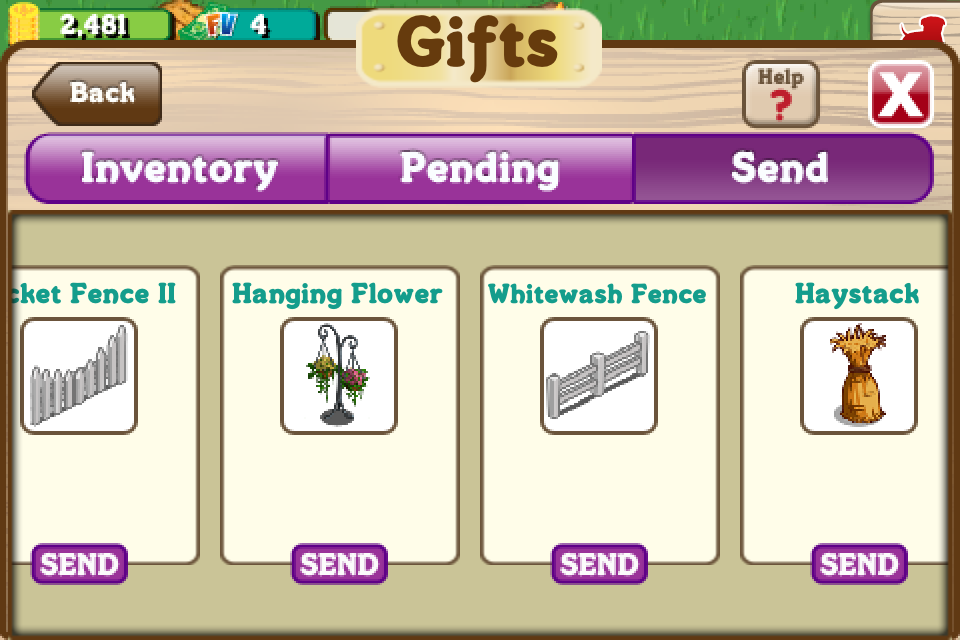 2,481
FV 4
Gifts
Back
Help
?
X
Inventory
Pending
Send
cket Fence II
Hanging Flower
Whitewash Fence
Haystack
SEND
SEND
SEND
SEND